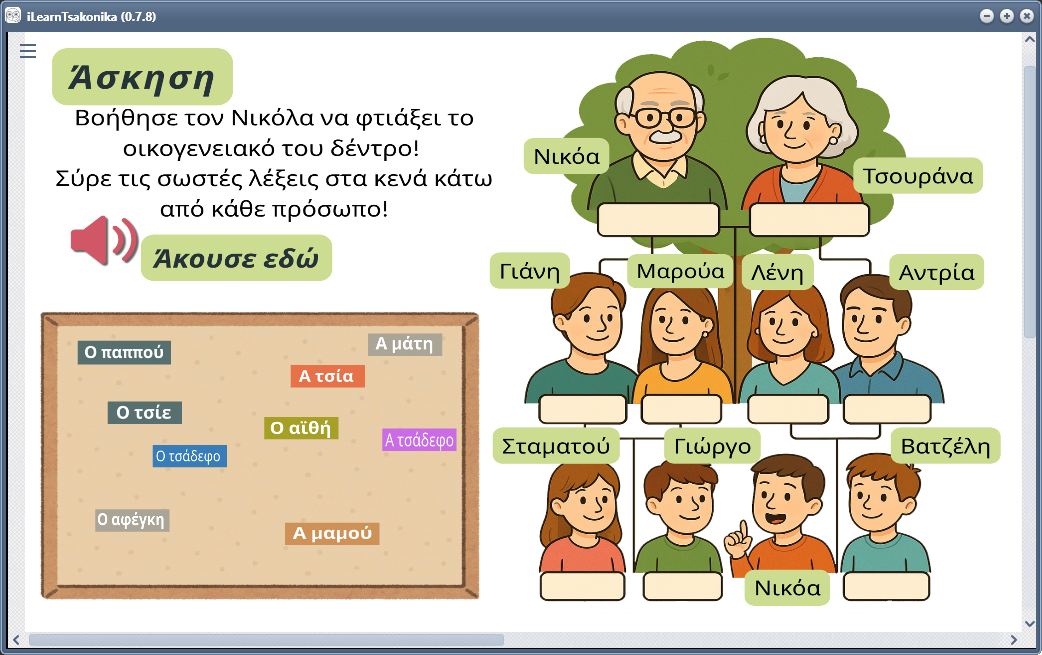 iLearnTsakonika (0.7.8)
Άσκηση
Βοήθησε τον Νικόλα να φτιάξει το
οικογενειακό του δέντρο!
Σύρε τις σωστές λέξεις στα κενά κάτω
από κάθε πρόσωπο!
Άκουσε εδώ
Ο παππού
Α μάτη
Α τσία
Ο τσίε
Ο αϊθή
Α τσάδεφο
Ο τσάδεφο
Ο αφέγκη
Α μαμού
Νικόα
Τσουράνα
Γιάνη
Μαρούα
Λένη
Αντρία
Σταματού
Γιώργο
Βατζέλη
Νικόα